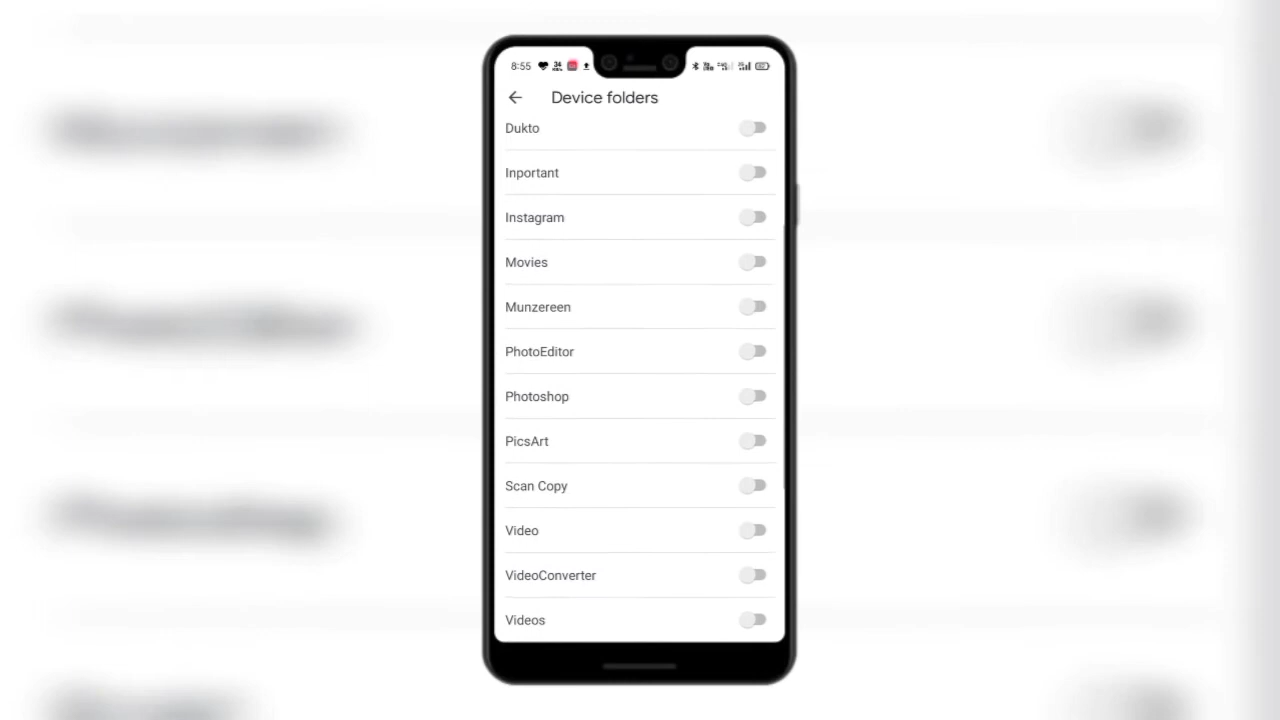 8:55
Device folders
Dukto
Inportant
Instagram
Movies
Munzereen
PhotoEditor
Photoshop
PicsArt
Scan Copy
Video
VideoConverter
Videos